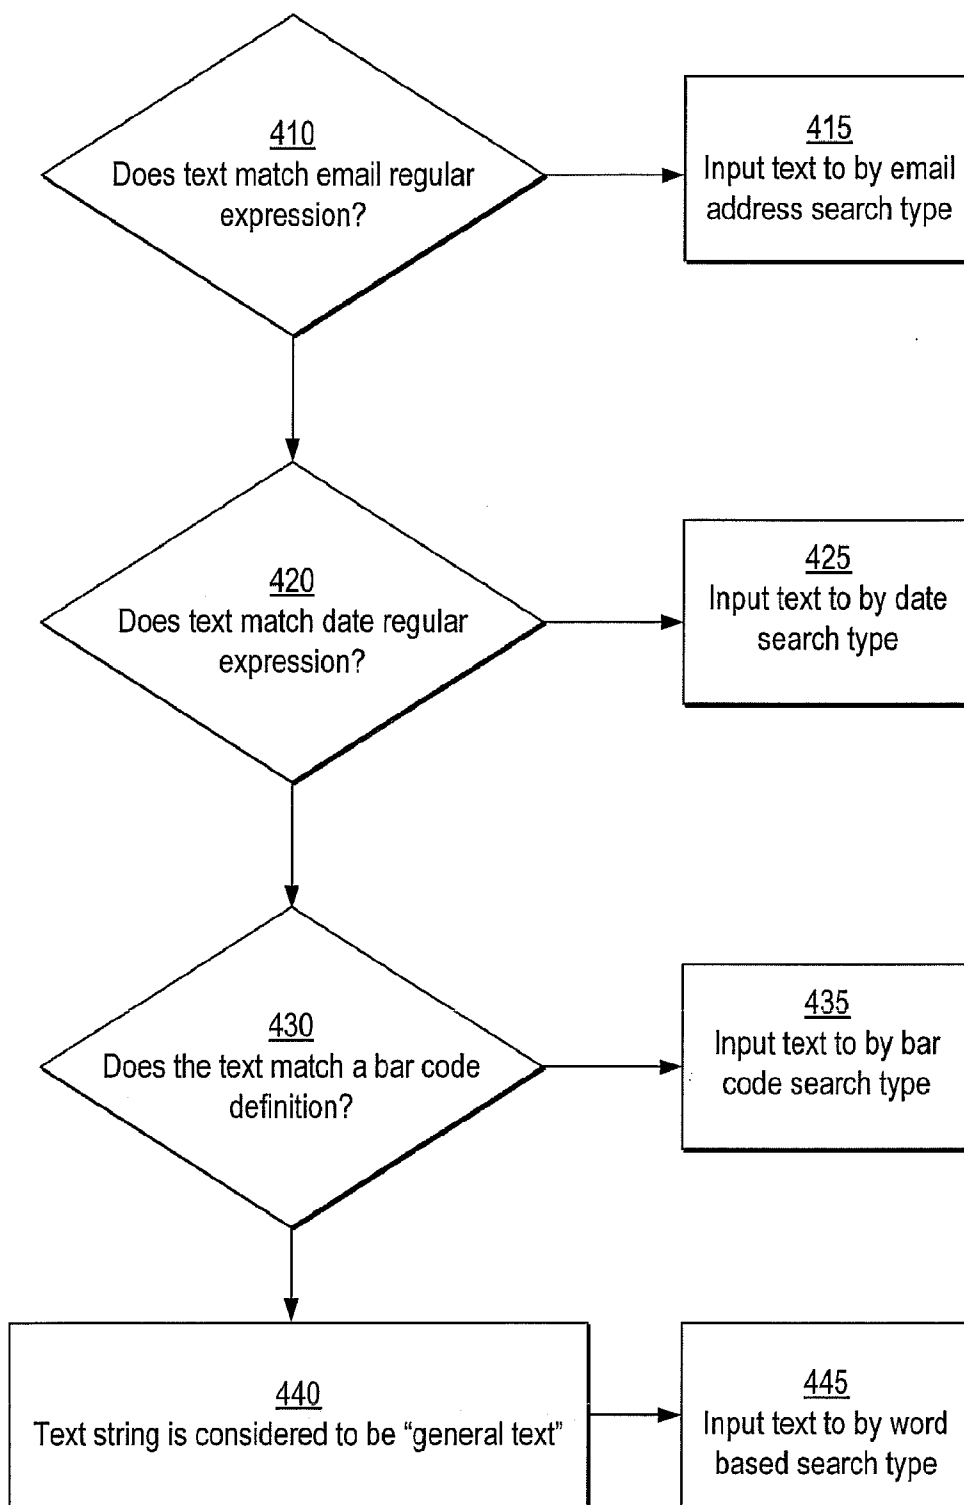 410
Does text match email regular
expression?
415
Input text to by email
address search type
420
Does text match date regular
expression?
425
Input text to by date
search type
430
Does the text match a bar code
definition?
435
Input text to by bar
code search type
440
Text string is considered to be “general text”
445
Input text to by word
based search type